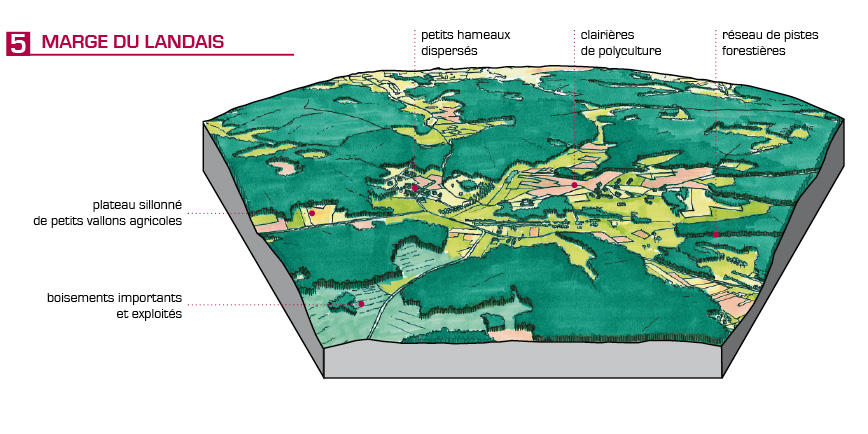 5 MARGE DU LANDAIS
petits hameaux
dispersés
clairières
de polyculture
réseau de pistes
forestières
plateau sillonné
de petits vallons agricoles
boisements importants
et exploités